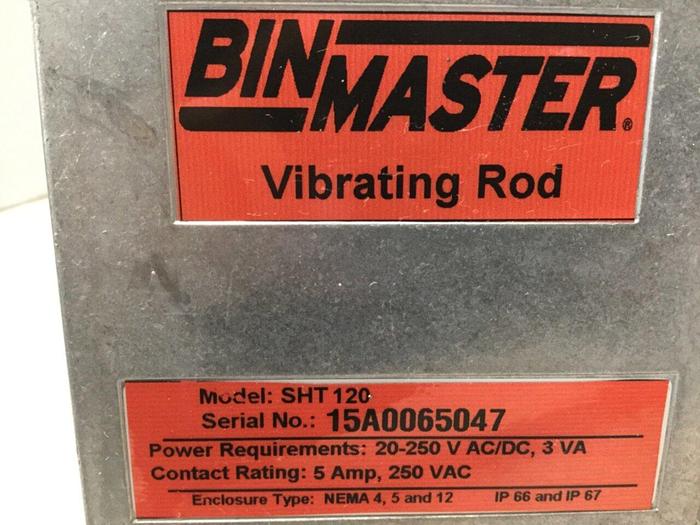 BINMASTER®
Vibrating Rod
Model: SHT 120
Serial No.: 15A0065047
Power Requirements: 20-250 V AC/DC, 3 VA
Contact Rating: 5 Amp, 250 VAC
Enclosure Type: NEMA 4, 5 and 12 IP 66 and IP 67